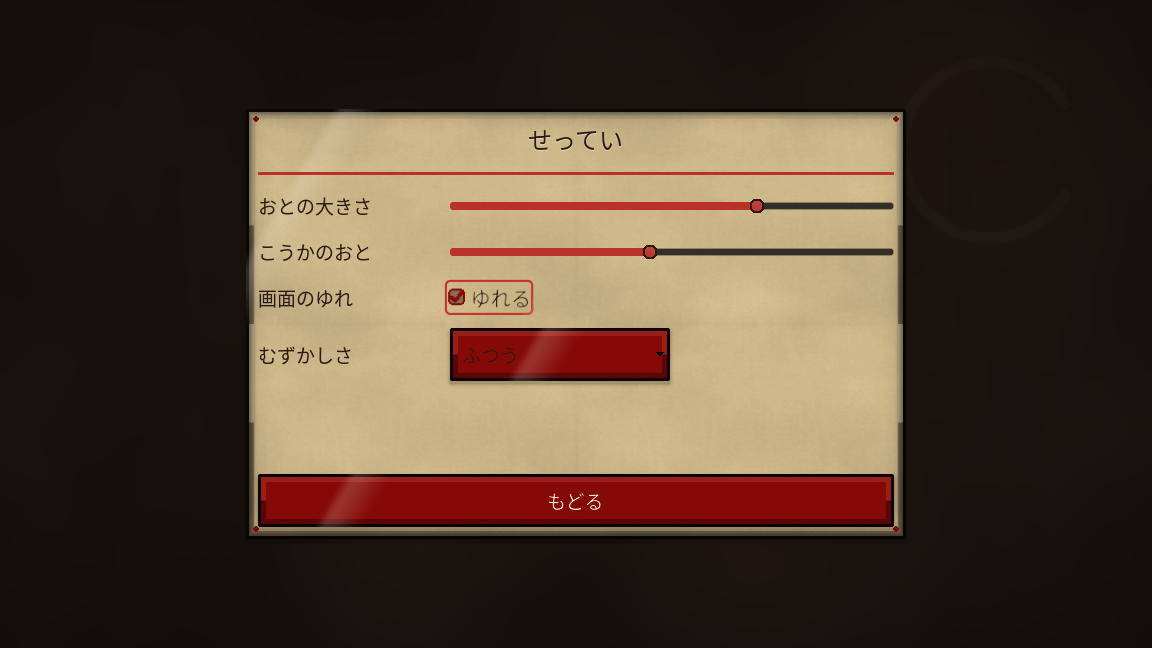 せってい
おとの大きさ
こうかのおと
画面のゆれ ゆれる
むずかしさ ふつう
もどる